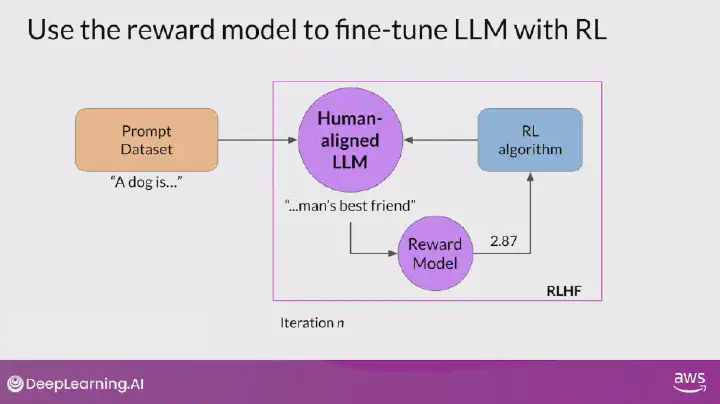 Use the reward model to fine-tune LLM with RL
Prompt
Dataset
"A dog is..."
Human-
aligned
LLM
"...man's best friend"
RL
algorithm
Reward
Model
2.87
RLHF
Iteration n
DeepLearning.AI
aws